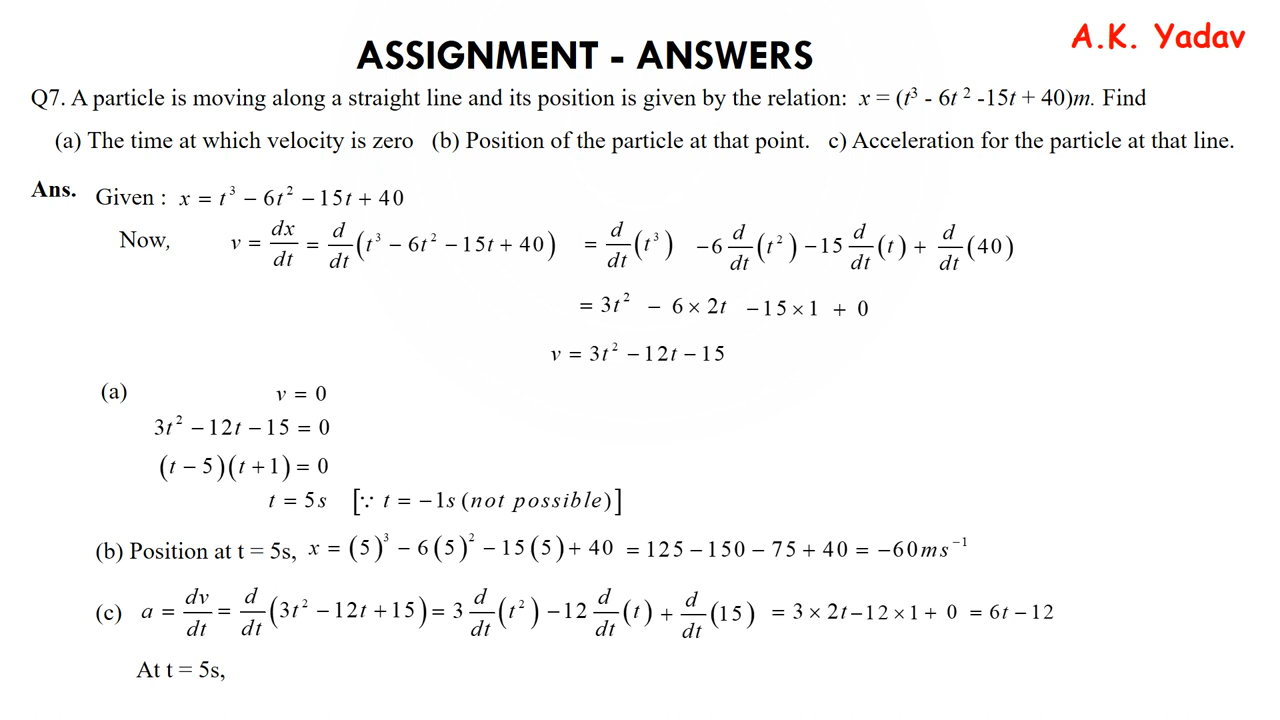 A.K. Yadav
ASSIGNMENT - ANSWERS
Q7. A particle is moving along a straight line and its position is given by the relation: x = (t³ - 6t ² -15t + 40)m. Find
(a) The time at which velocity is zero (b) Position of the particle at that point. c) Acceleration for the particle at that line.
Ans. Given : x = t³ − 6t² − 15t + 40
Now, v = dx/dt = d/dt (t³ − 6t² − 15t + 40) = d/dt (t³) − 6 d/dt (t²) − 15 d/dt (t) + d/dt (40)
= 3t² − 6 × 2t − 15 × 1 + 0
v = 3t² − 12t − 15
(a) v = 0
3t² − 12t − 15 = 0
(t − 5)(t + 1) = 0
t = 5s [∵ t = −1s (not possible)]
(b) Position at t = 5s, x = (5)³ − 6(5)² − 15(5) + 40 = 125 − 150 − 75 + 40 = −60ms⁻¹
(c) a = dv/dt = d/dt (3t² − 12t + 15) = 3 d/dt (t²) − 12 d/dt (t) + d/dt (15) = 3 × 2t − 12 × 1 + 0 = 6t − 12
At t = 5s,